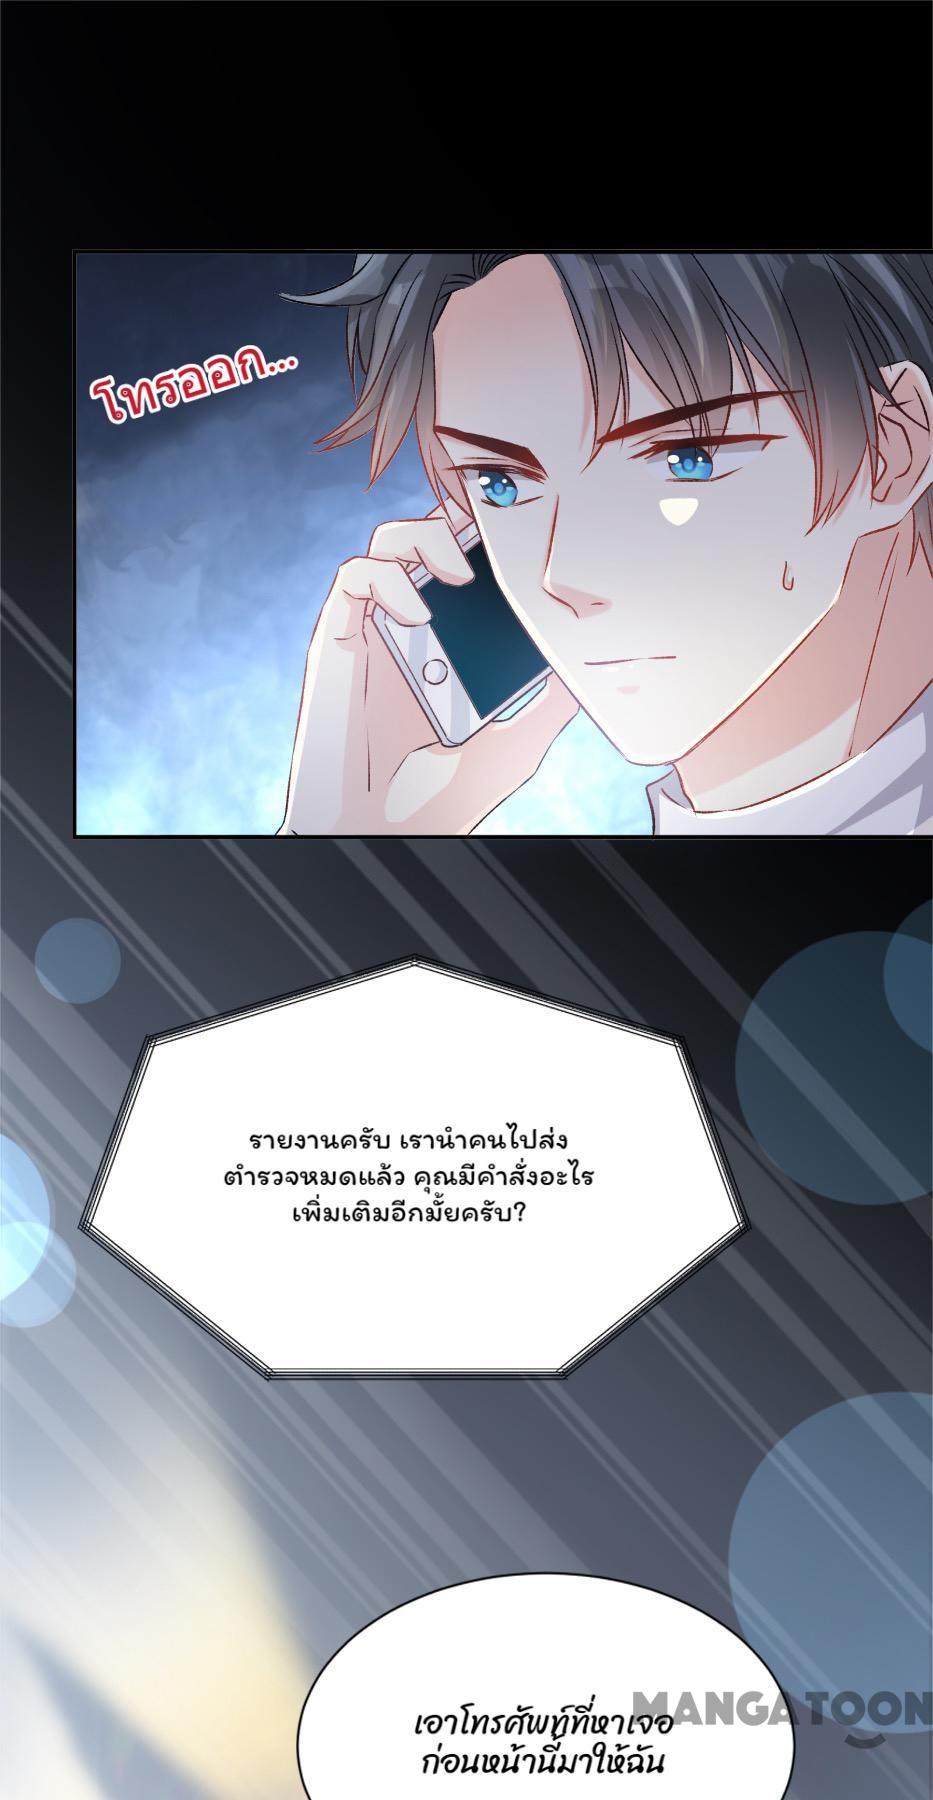 โทรออก...
รายงานครับ เรานำคนไปส่ง
ตำรวจหมดแล้ว คุณมีคำสั่งอะไร
เพิ่มเติมอีกมั้ยครับ?
MANGATOON
เอาโทรศัพท์ที่หาเจอ
ก่อนหน้านี้มาให้ฉัน